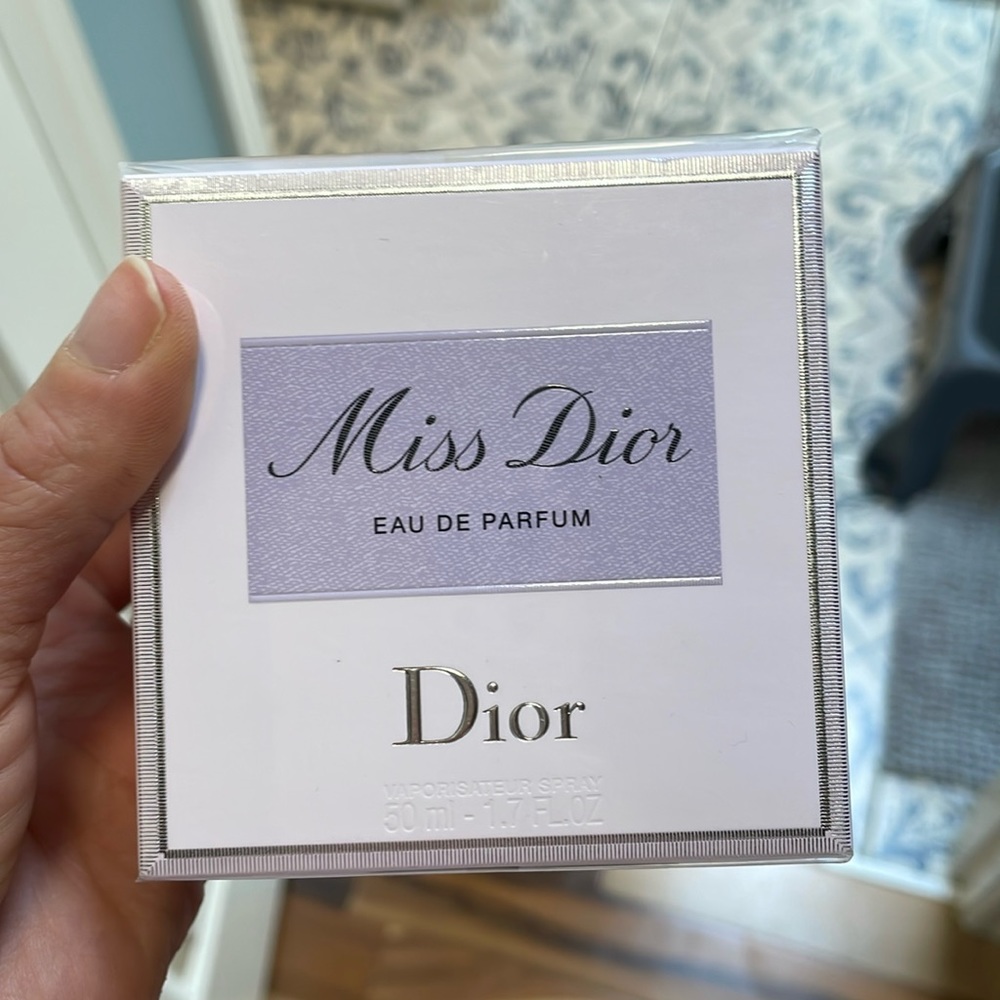 Miss Dior
EAU DE PARFUM
Dior
VAPORISATEUR SPRAY
50 ml - 1.7 FL.OZ